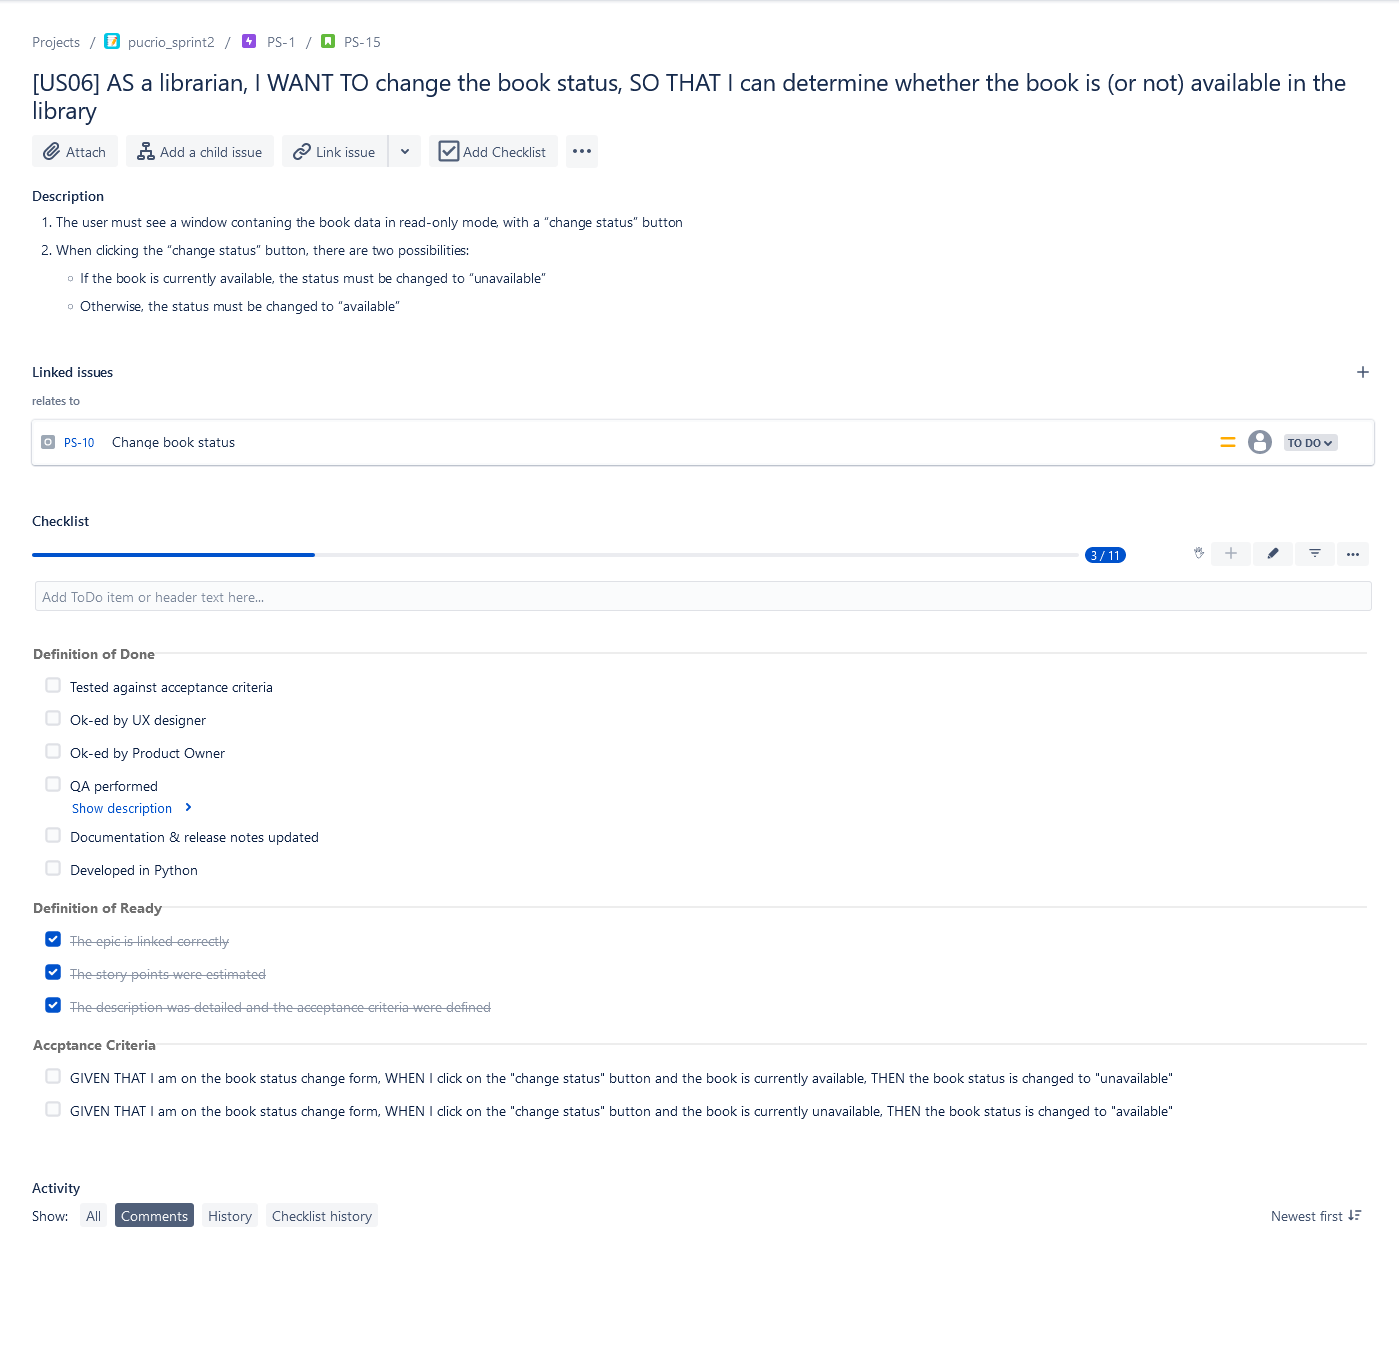 Projects / pucrio_sprint2 / PS-1 / PS-15
[US06] AS a librarian, I WANT TO change the book status, SO THAT I can determine whether the book is (or not) available in the
library
Attach Add a child issue Link issue Add Checklist
Description
1. The user must see a window contaning the book data in read-only mode, with a “change status” button
2. When clicking the “change status” button, there are two possibilities:
If the book is currently available, the status must be changed to “unavailable”
Otherwise, the status must be changed to “available”
Linked issues
relates to
PS-10 Change book status TO DO
Checklist
3 / 11
Add ToDo item or header text here...
Definition of Done
Tested against acceptance criteria
Ok-ed by UX designer
Ok-ed by Product Owner
QA performed
Show description
Documentation & release notes updated
Developed in Python
Definition of Ready
The epic is linked correctly
The story points were estimated
The description was detailed and the acceptance criteria were defined
Accptance Criteria
GIVEN THAT I am on the book status change form, WHEN I click on the "change status" button and the book is currently available, THEN the book status is changed to "unavailable"
GIVEN THAT I am on the book status change form, WHEN I click on the "change status" button and the book is currently unavailable, THEN the book status is changed to "available"
Activity
Show: All Comments History Checklist history Newest first